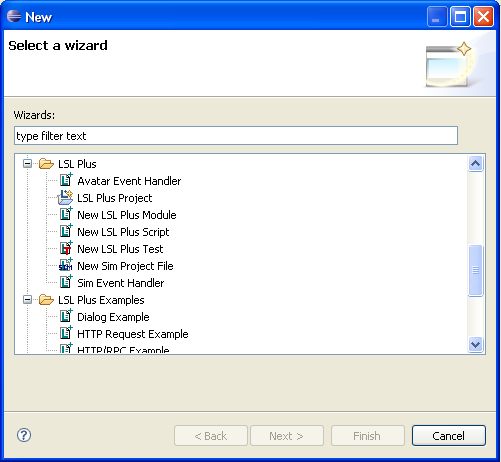 New
Select a wizard
Wizards:
type filter text
LSL Plus
Avatar Event Handler
LSL Plus Project
New LSL Plus Module
New LSL Plus Script
New LSL Plus Test
New Sim Project File
Sim Event Handler
LSL Plus Examples
Dialog Example
HTTP Request Example
HTTP/RPC Example
< Back Next > Finish Cancel